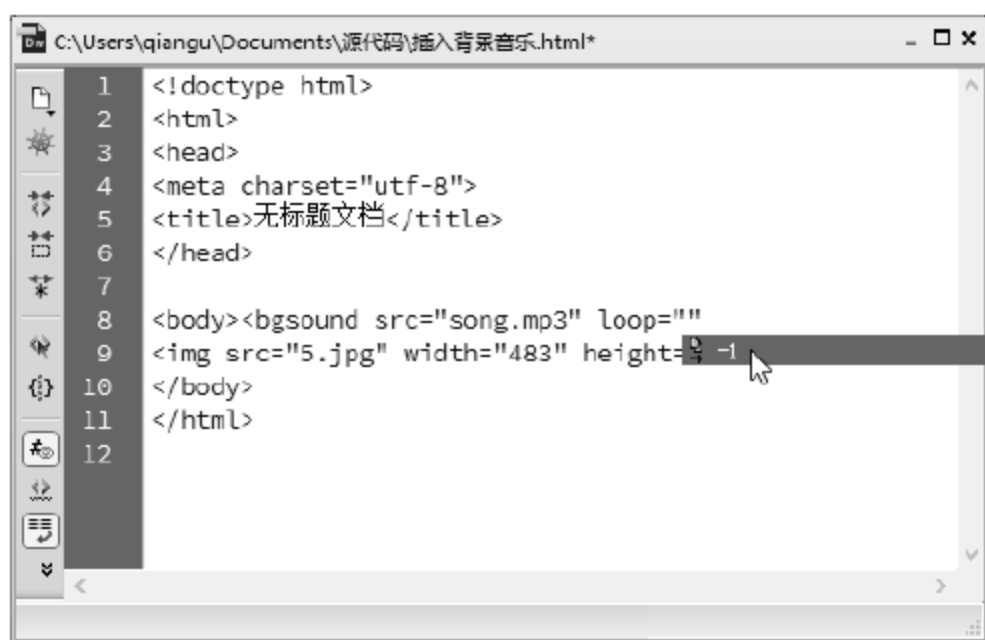 Dw C:\Users\qiangu\Documents\源代码\插入背景音乐.html*
1 <!doctype html>
2 <html>
3 <head>
4 <meta charset="utf-8">
5 <title>无标题文档</title>
6 </head>
7
8 <body><bgsound src="song.mp3" loop=""
9 <img src="5.jpg" width="483" height= -1
10 </body>
11 </html>
12